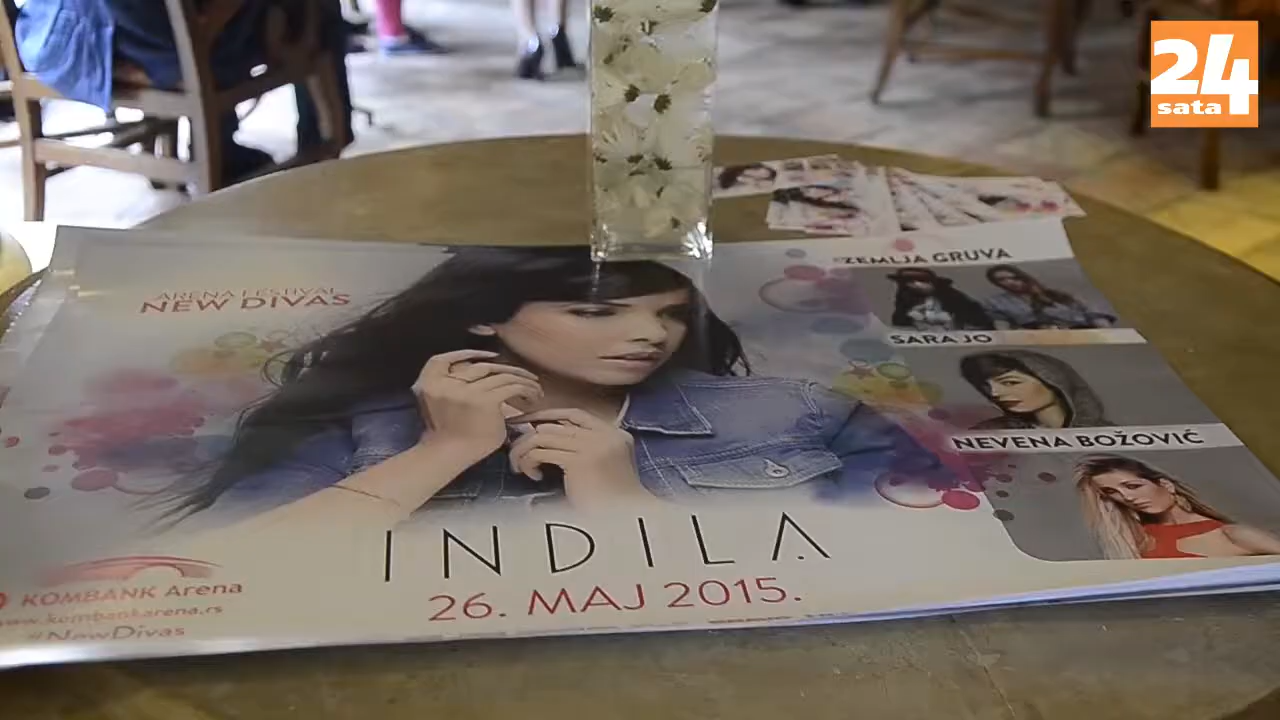 24
sata
ARENA FESTIVAL
NEW DIVAS
ZEMLJA GRUVA
SARA JO
NEVENA BOŽOVIĆ
INDILA
26. MAJ 2015.
KOMBANK Arena
www.kombankarena.rs
#NewDivas